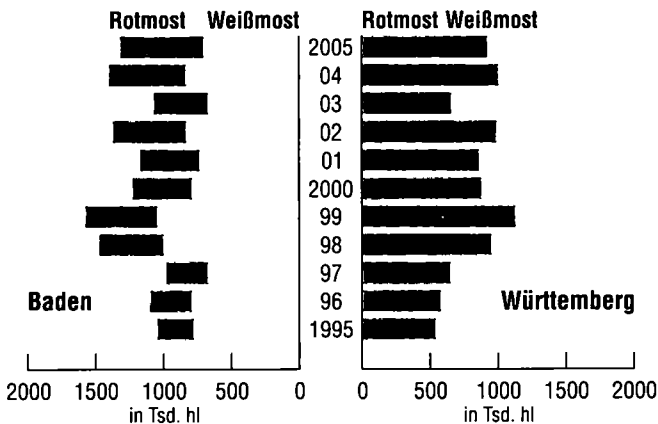 Rotmost Weißmost Rotmost Weißmost
2005
04
03
02
01
2000
99
98
97
Baden 96 Württemberg
1995
2000 1500 1000 500 0 0 500 1000 1500 2000
in Tsd. hl in Tsd. hl